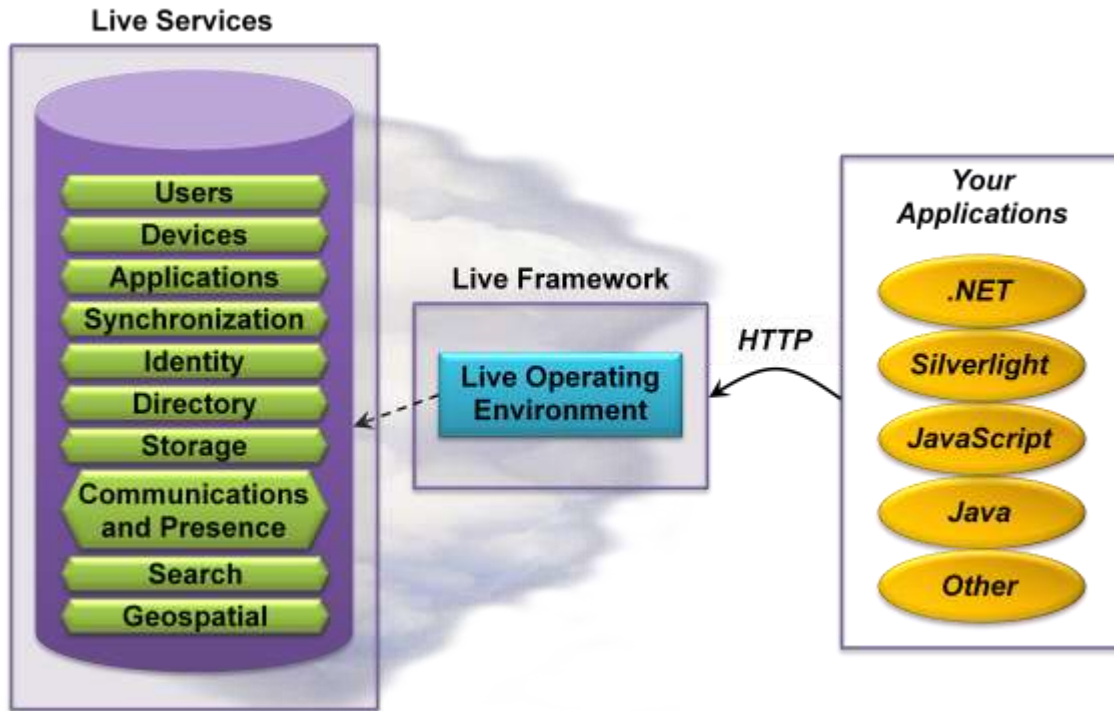 Live Services
Users
Devices
Applications
Synchronization
Identity
Directory
Storage
Communications
and Presence
Search
Geospatial
Live Framework
Live Operating
Environment
HTTP
Your
Applications
.NET
Silverlight
JavaScript
Java
Other